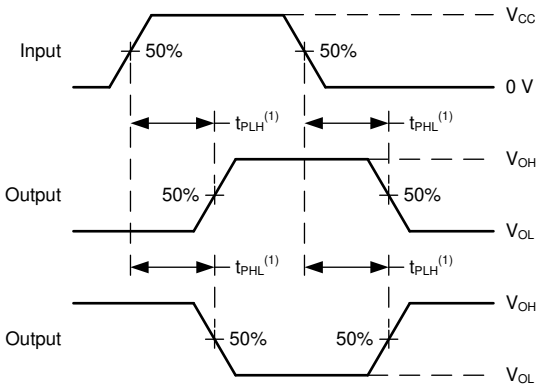 V_CC
Input 50% 50%
0 V
t_PLH^(1) t_PHL^(1)
V_OH
Output 50% 50%
V_OL
t_PHL^(1) t_PLH^(1)
V_OH
Output 50% 50%
V_OL